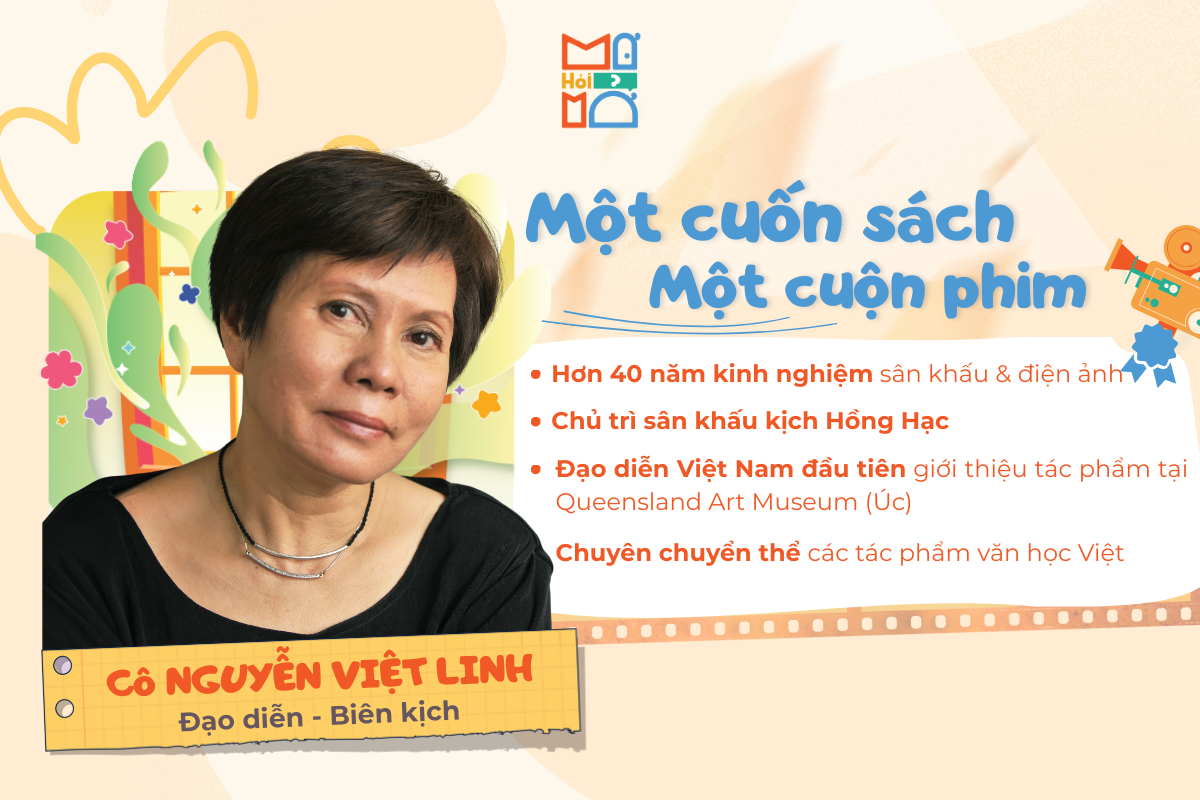 Mở
Hỏi ?
Mở
Một cuốn sách
Một cuộn phim
Hơn 40 năm kinh nghiệm sân khấu & điện ảnh
Chủ trì sân khấu kịch Hồng Hạc
Đạo diễn Việt Nam đầu tiên giới thiệu tác phẩm tại
Queensland Art Museum (Úc)
Chuyên chuyển thể các tác phẩm văn học Việt
Cô NGUYỄN VIỆT LINH
Đạo diễn - Biên kịch